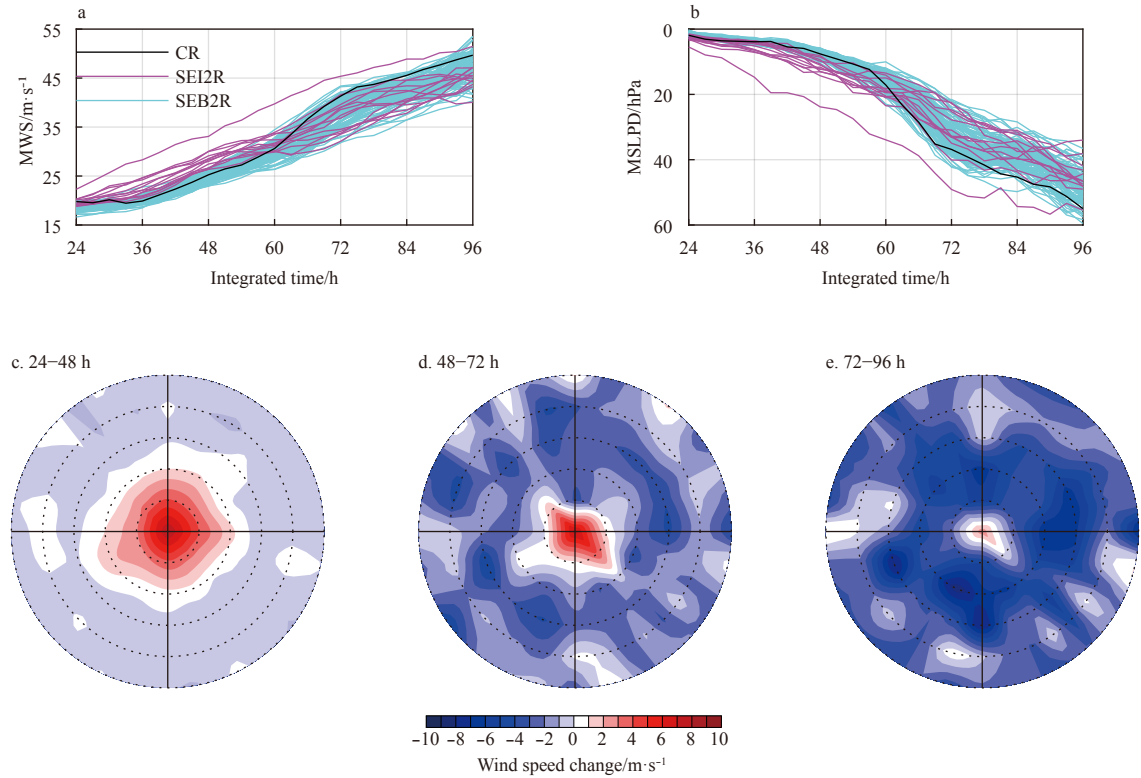 a
55
45
35
25
15
MWS/m·s⁻¹
CR
SEI2R
SEB2R
24 36 48 60 72 84 96
Integrated time/h
b
0
20
40
60
MSLPD/hPa
24 36 48 60 72 84 96
Integrated time/h
c. 24−48 h
d. 48−72 h
e. 72−96 h
−10 −8 −6 −4 −2 0 2 4 6 8 10
Wind speed change/m·s⁻¹